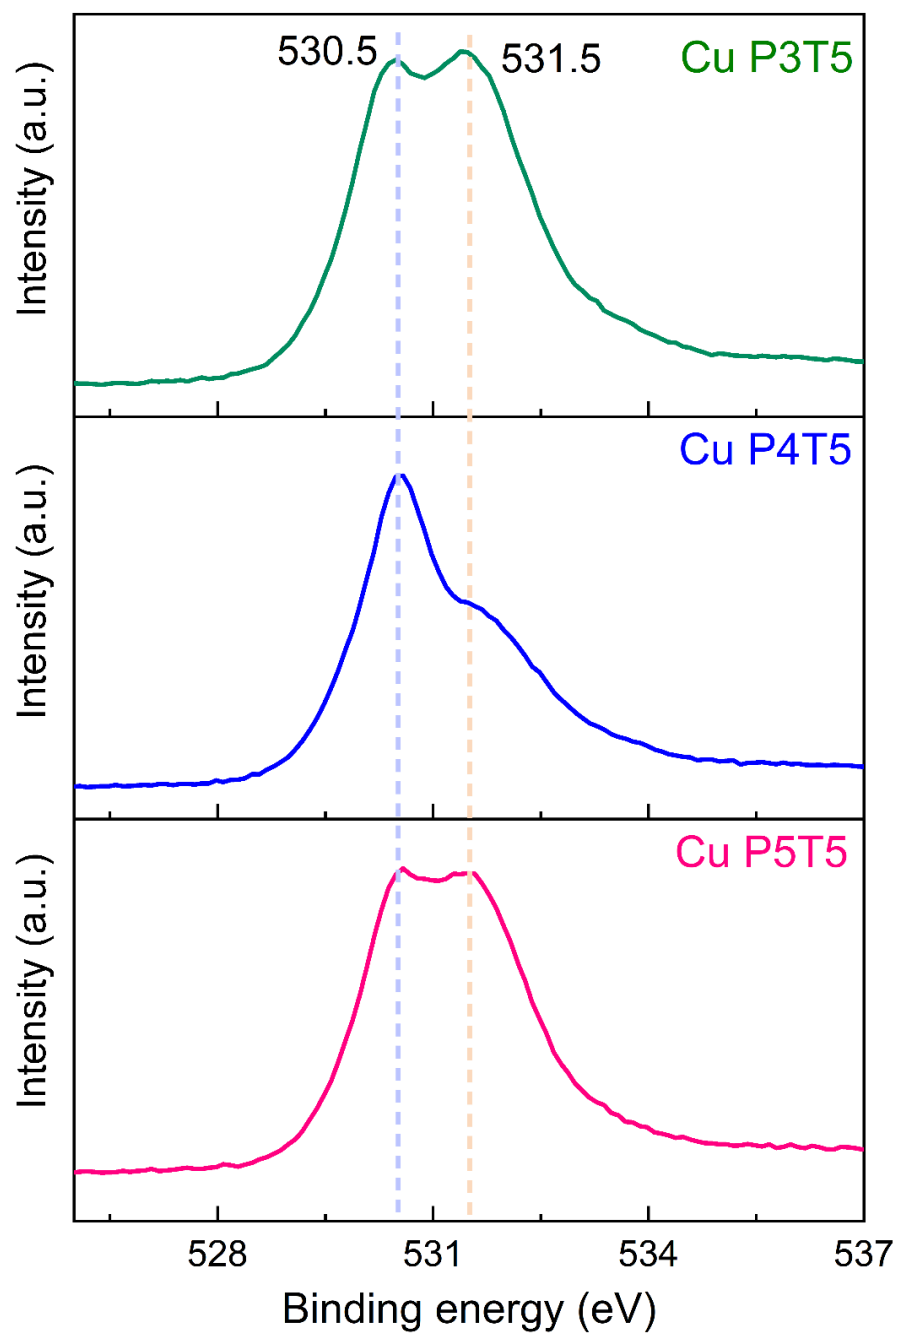 530.5
531.5
Cu P3T5
Intensity (a.u.)
Cu P4T5
Intensity (a.u.)
Cu P5T5
Intensity (a.u.)
528
531
534
537
Binding energy (eV)